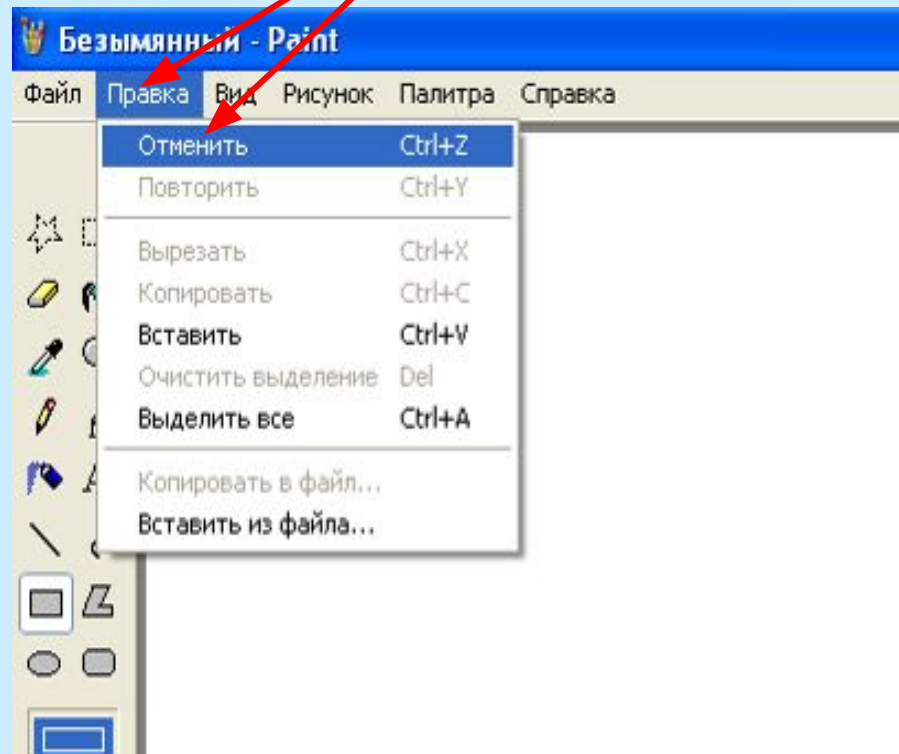 Безымянный - Paint
Файл Правка Вид Рисунок Палитра Справка
Отменить Ctrl+Z
Повторить Ctrl+Y
Вырезать Ctrl+X
Копировать Ctrl+C
Вставить Ctrl+V
Очистить выделение Del
Выделить все Ctrl+A
Копировать в файл...
Вставить из файла...